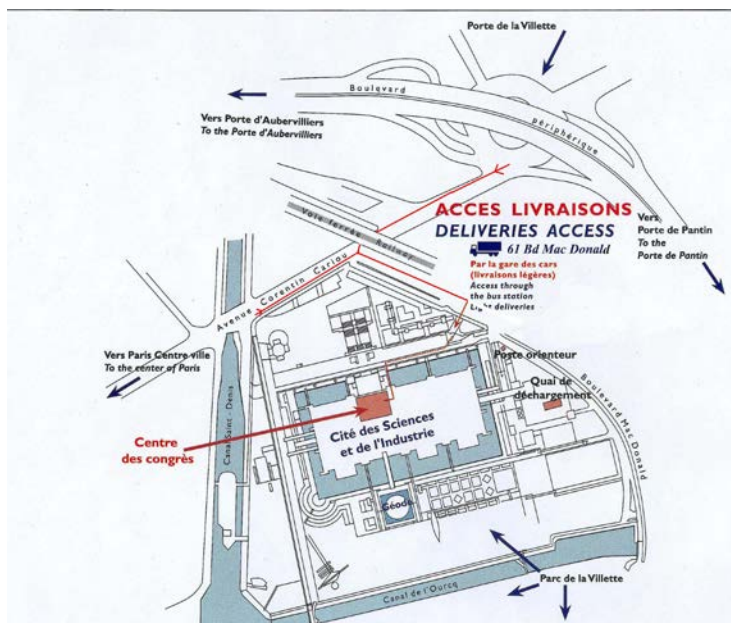 Porte de la Villette
Boulevard
périphérique
Vers Porte d'Aubervilliers
To the Porte d'Aubervilliers
ACCES LIVRAISONS
DELIVERIES ACCESS
61 Bd Mac Donald
Vers
Porte de Pantin
To the
Porte de Pantin
Voie ferrée Railway
Par la gare des cars
(livraisons légères)
Access through
the bus station
deliveries
Avenue Corentin Cariou
Vers Paris Centre ville
To the center of Paris
Poste orienteur
Quai de
déchargement
Boulevard Mac Donald
Canal Saint-Denis
Centre
des congrès
Cité des Sciences
et de l'Industrie
Géode
Parc de la Villette
Canal de l'Ourcq